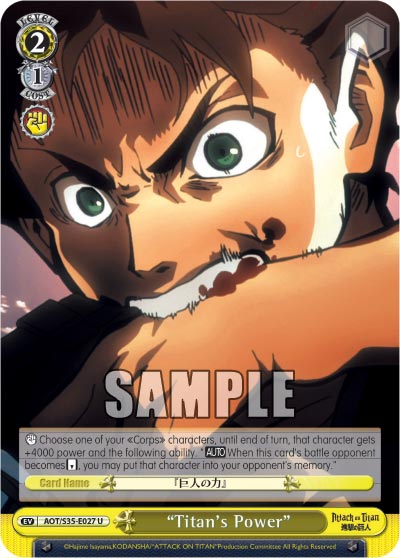 LEVEL
2
1
COST
SAMPLE
Choose one of your «Corps» characters, until end of turn, that character gets
+4000 power and the following ability. "AUTO When this card's battle opponent
becomes, you may put that character into your opponent's memory."
Card Name 『巨人の力』
EV AOT/S35-E027 U "Titan's Power" Attack on Titan
進撃の巨人
©Hajime Isayama,KODANSHA/"ATTACK ON TITAN"Production Committee All Rights Reserved